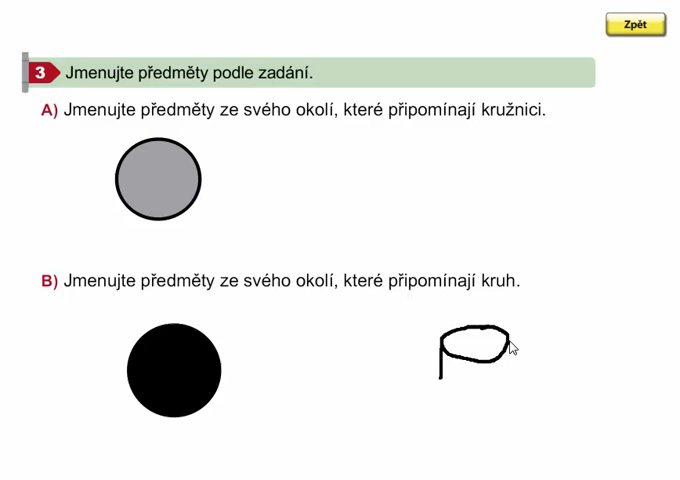 Zpět
3 Jmenujte předměty podle zadání.
A) Jmenujte předměty ze svého okolí, které připomínají kružnici.
B) Jmenujte předměty ze svého okolí, které připomínají kruh.